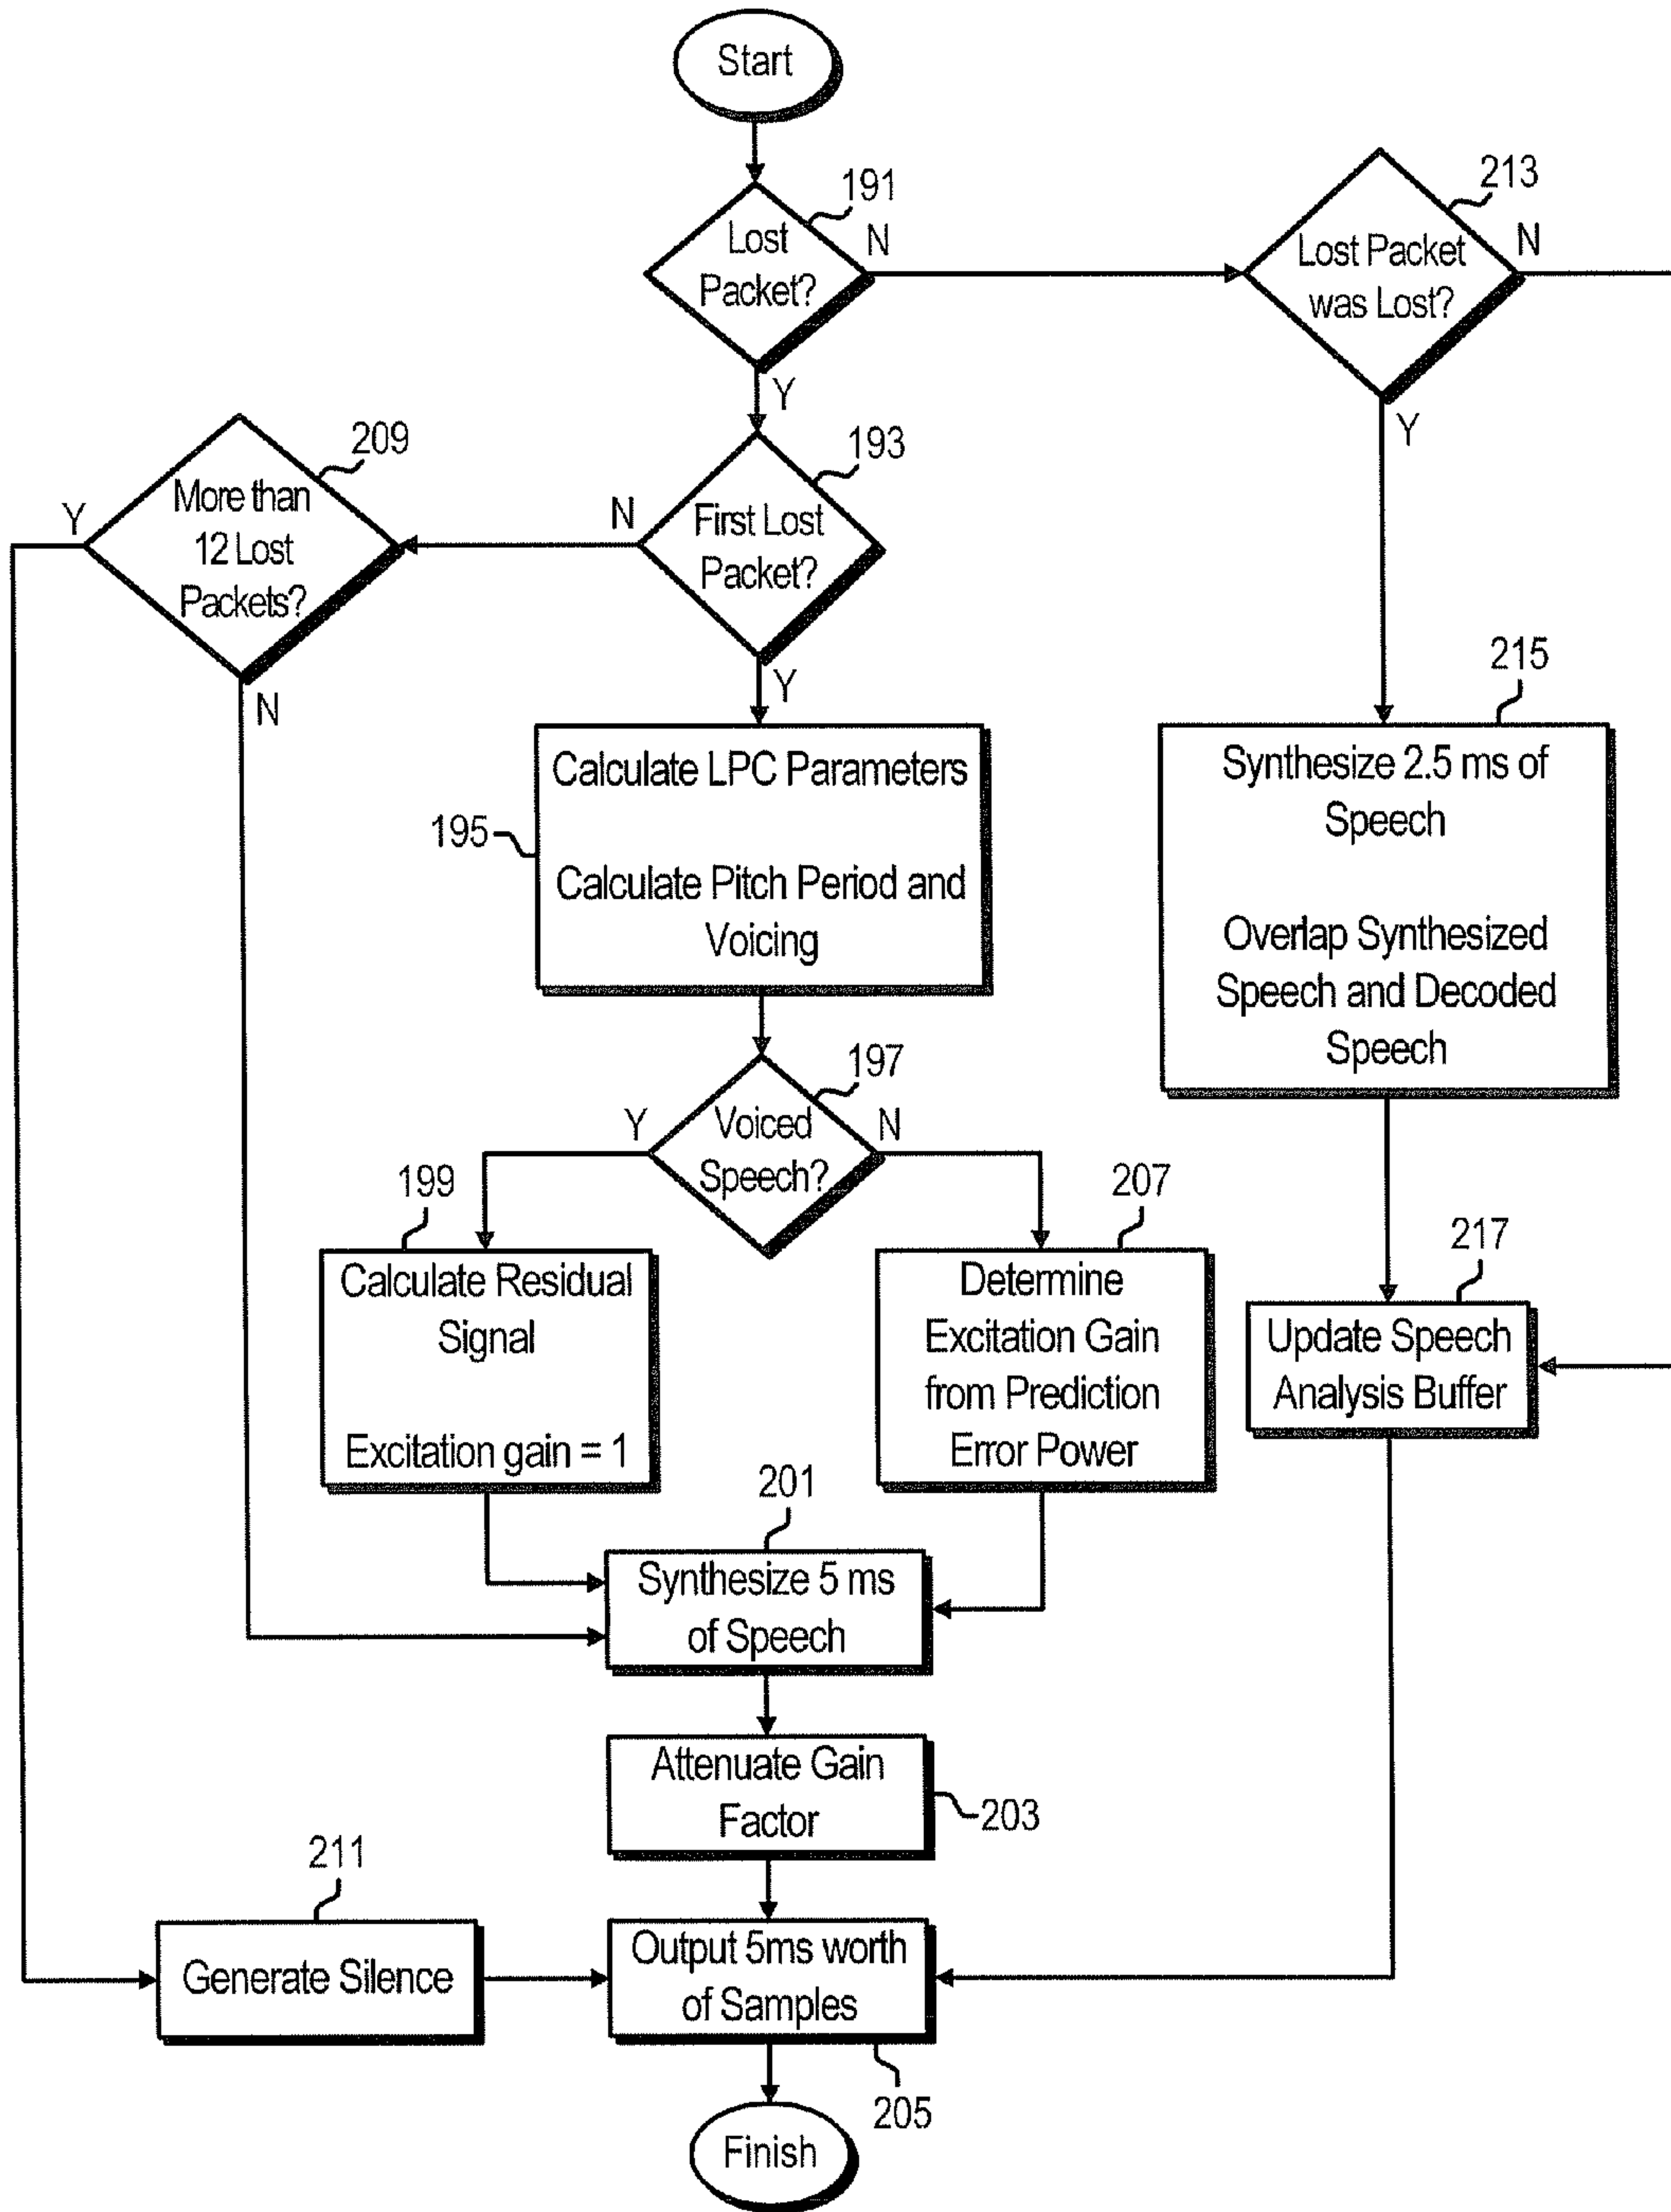 Start
191
Lost
Packet?
N
Y
213
Lost Packet
was Lost?
N
Y
209
More than
12 Lost
Packets?
Y
N
193
First Lost
Packet?
N
Y
195
Calculate LPC Parameters
Calculate Pitch Period and
Voicing
215
Synthesize 2.5 ms of
Speech
Overlap Synthesized
Speech and Decoded
Speech
197
Voiced
Speech?
Y
N
199
Calculate Residual
Signal
Excitation gain = 1
207
Determine
Excitation Gain
from Prediction
Error Power
217
Update Speech
Analysis Buffer
201
Synthesize 5 ms
of Speech
Attenuate Gain
Factor
203
211
Generate Silence
Output 5ms worth
of Samples
205
Finish